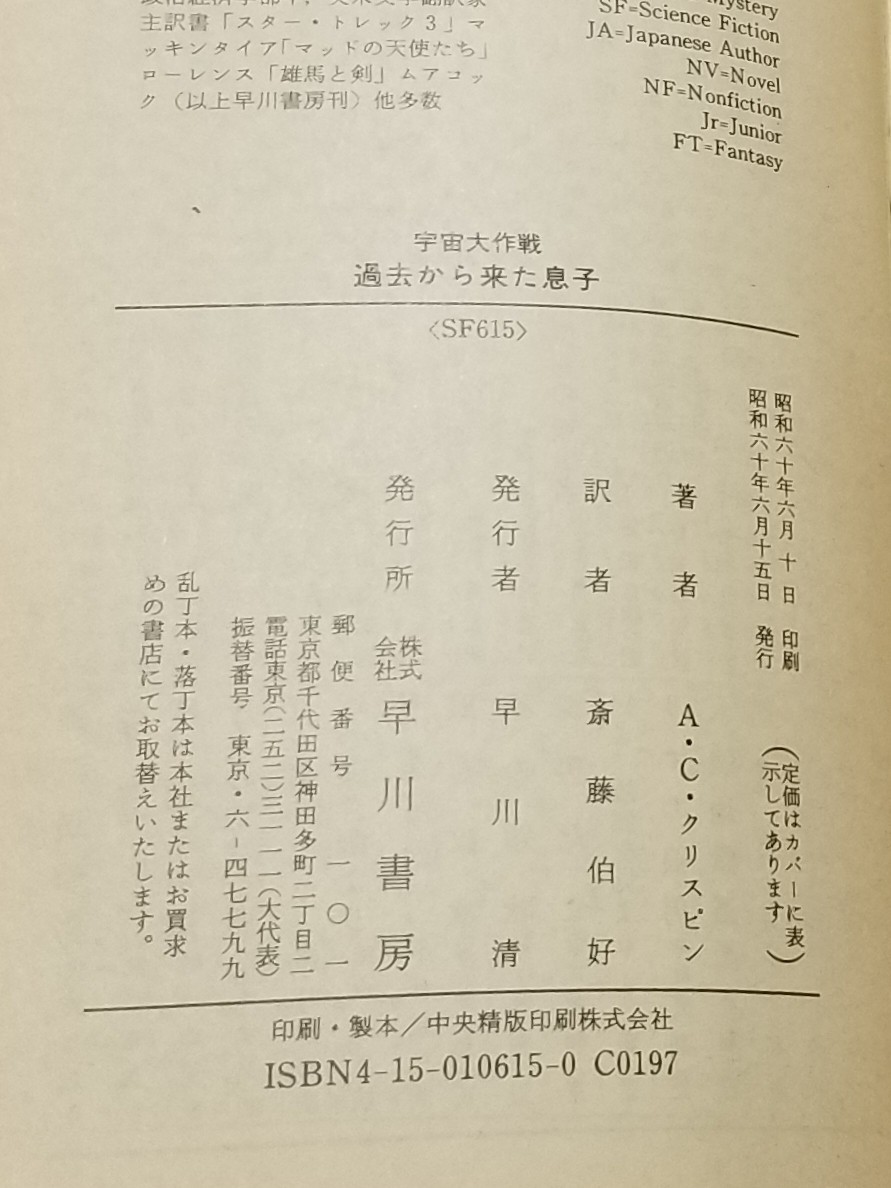 主訳書「スター・トレック3」マ
ッキンタイア「マッドの天使たち」
ローレンス「雄馬と剣」ムアコッ
ク（以上早川書房刊）他多数
Mystery
SF=Science Fiction
JA=Japanese Author
NV=Novel
NF=Nonfiction
Jr=Junior
FT=Fantasy
宇宙大作戦
過去から来た息子
〈SF615〉
昭和六十年六月十日 印刷
昭和六十年六月十五日 発行
（定価はカバーに表
示してあります）
著者 A・C・クリスピン
訳者 斎藤伯好
発行者 早川清
発行所 株式会社 早川書房
郵便番号 一〇一
東京都千代田区神田多町二丁目二
電話東京(二五二)三一一一(大代表)
振替番号 東京・六-四七七九九
乱丁本・落丁本は本社またはお買求
めの書店にてお取替えいたします。
印刷・製本／中央精版印刷株式会社
ISBN4-15-010615-0 C0197